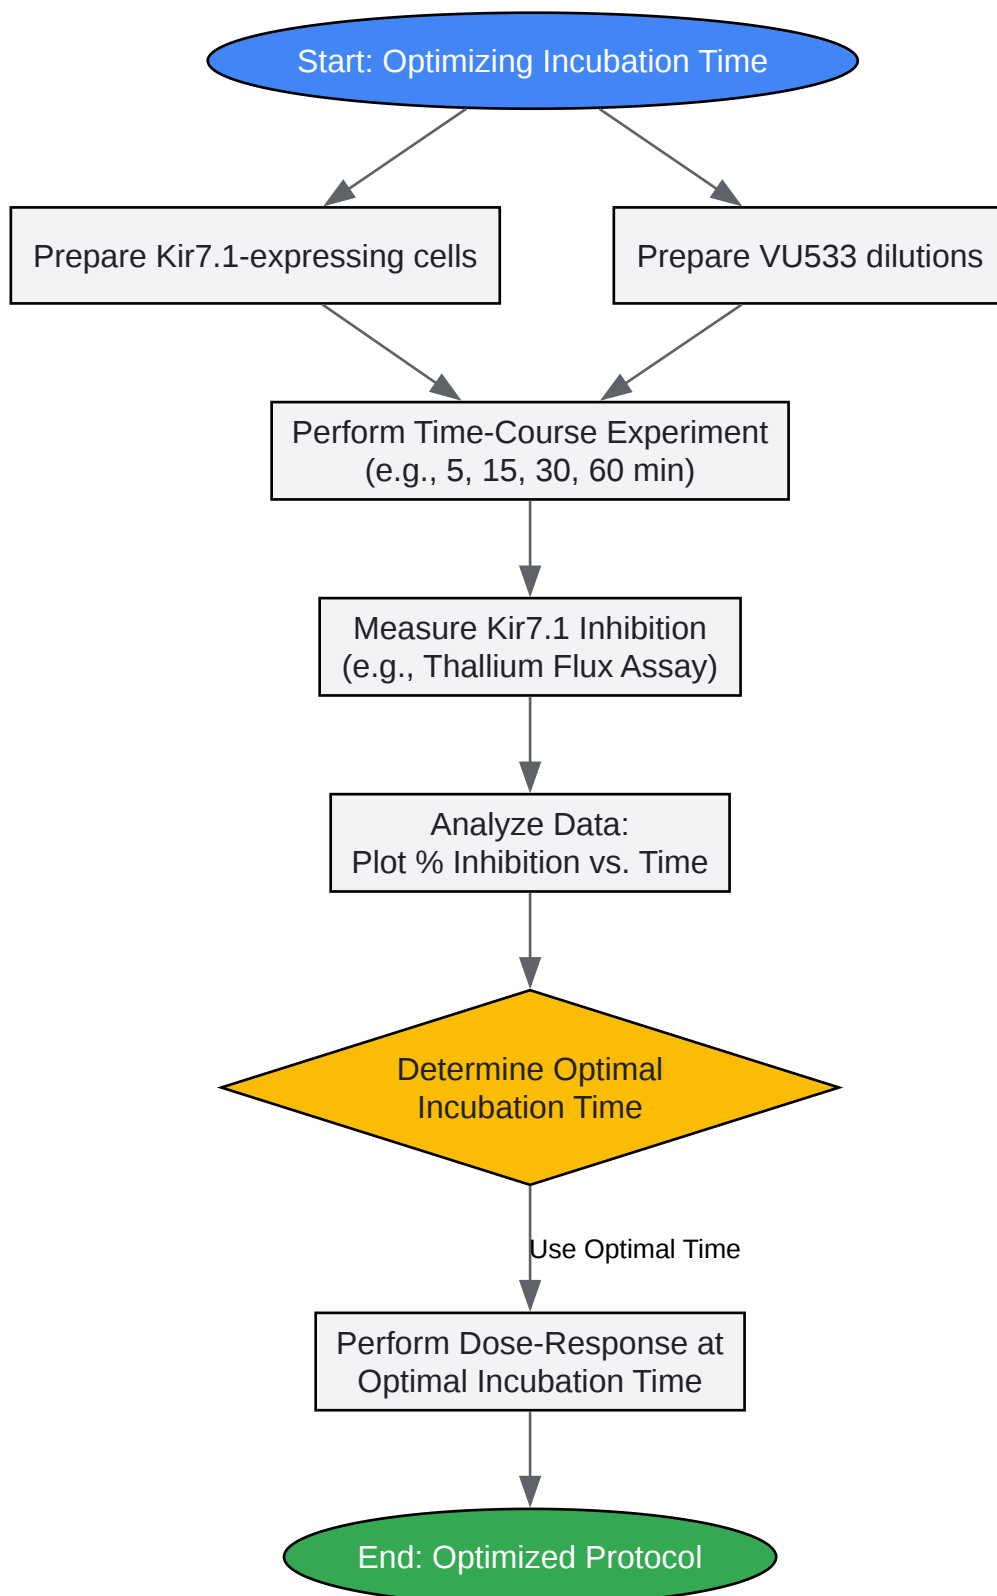 Start: Optimizing Incubation Time
Prepare Kir7.1-expressing cells
Prepare VU533 dilutions
Perform Time-Course Experiment
(e.g., 5, 15, 30, 60 min)
Measure Kir7.1 Inhibition
(e.g., Thallium Flux Assay)
Analyze Data:
Plot % Inhibition vs. Time
Determine Optimal
Incubation Time
Use Optimal Time
Perform Dose-Response at
Optimal Incubation Time
End: Optimized Protocol